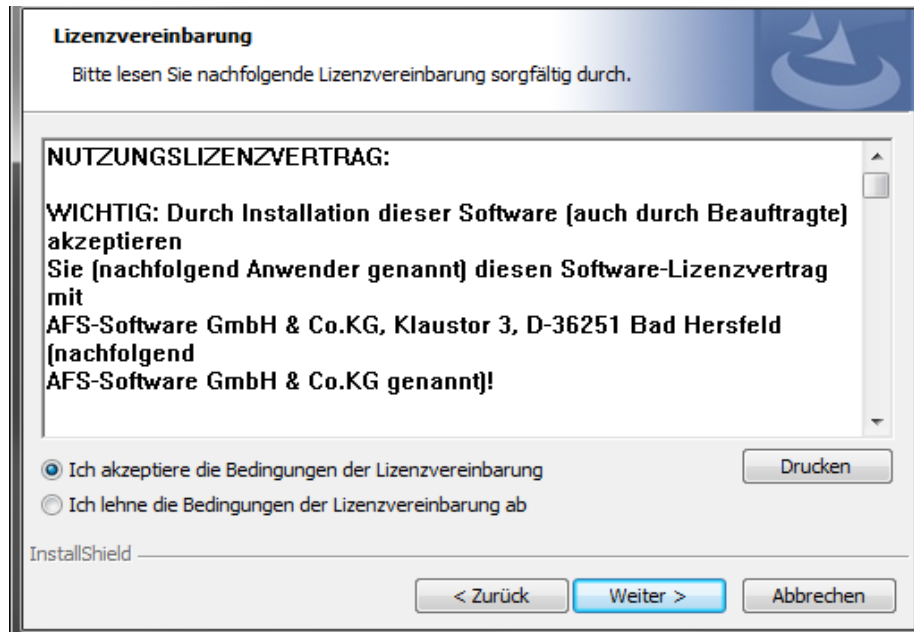 Lizenzvereinbarung
Bitte lesen Sie nachfolgende Lizenzvereinbarung sorgfältig durch.
NUTZUNGSLIZENZVERTRAG:
WICHTIG: Durch Installation dieser Software (auch durch Beauftragte)
akzeptieren
Sie (nachfolgend Anwender genannt) diesen Software-Lizenzvertrag
mit
AFS-Software GmbH & Co.KG, Klaustor 3, D-36251 Bad Hersfeld
(nachfolgend
AFS-Software GmbH & Co.KG genannt)!
Ich akzeptiere die Bedingungen der Lizenzvereinbarung
Drucken
Ich lehne die Bedingungen der Lizenzvereinbarung ab
InstallShield
< Zurück
Weiter >
Abbrechen